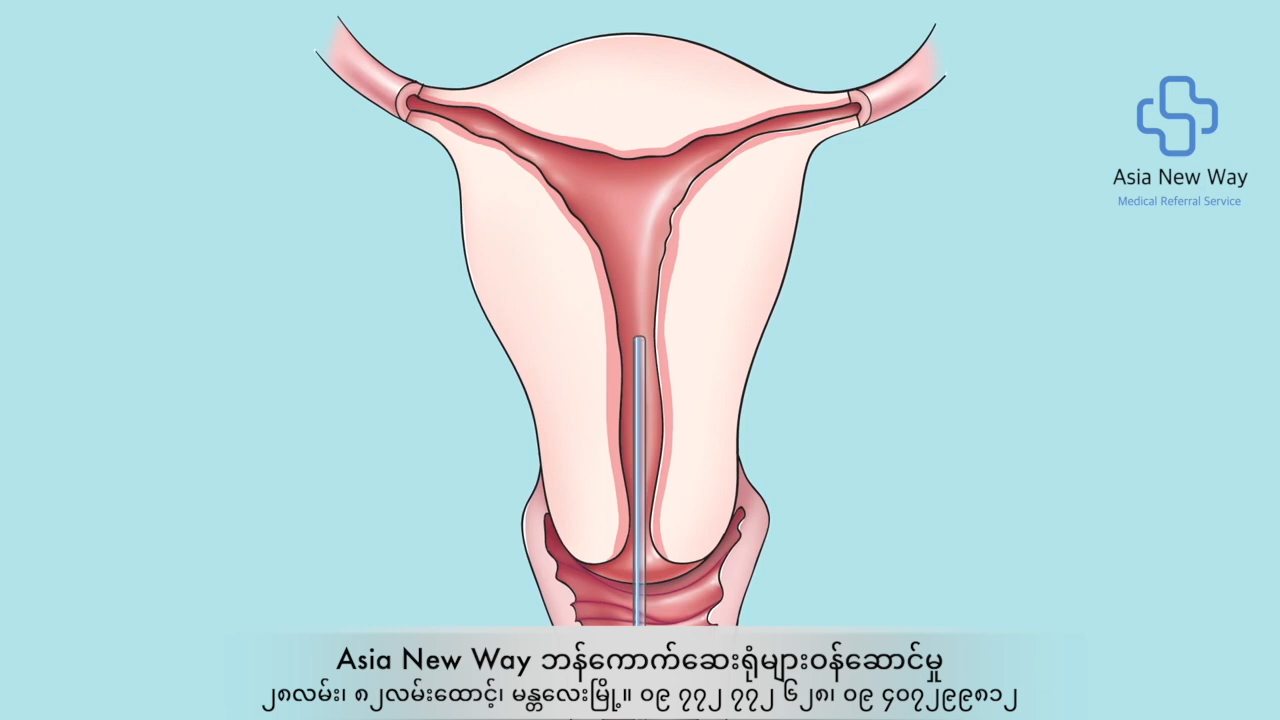 Asia New Way
Medical Referral Service
Asia New Way ဘန်ကောက်ဆေးရုံများဝန်ဆောင်မှု
၂၈လမ်း၊ ၈၂လမ်းထောင့်၊ မန္တလေးမြို့။ ၀၉ ၇၇၂ ၇၇၂ ၆၂၈၊ ၀၉ ၄၀၇၂၉၉၈၁၂